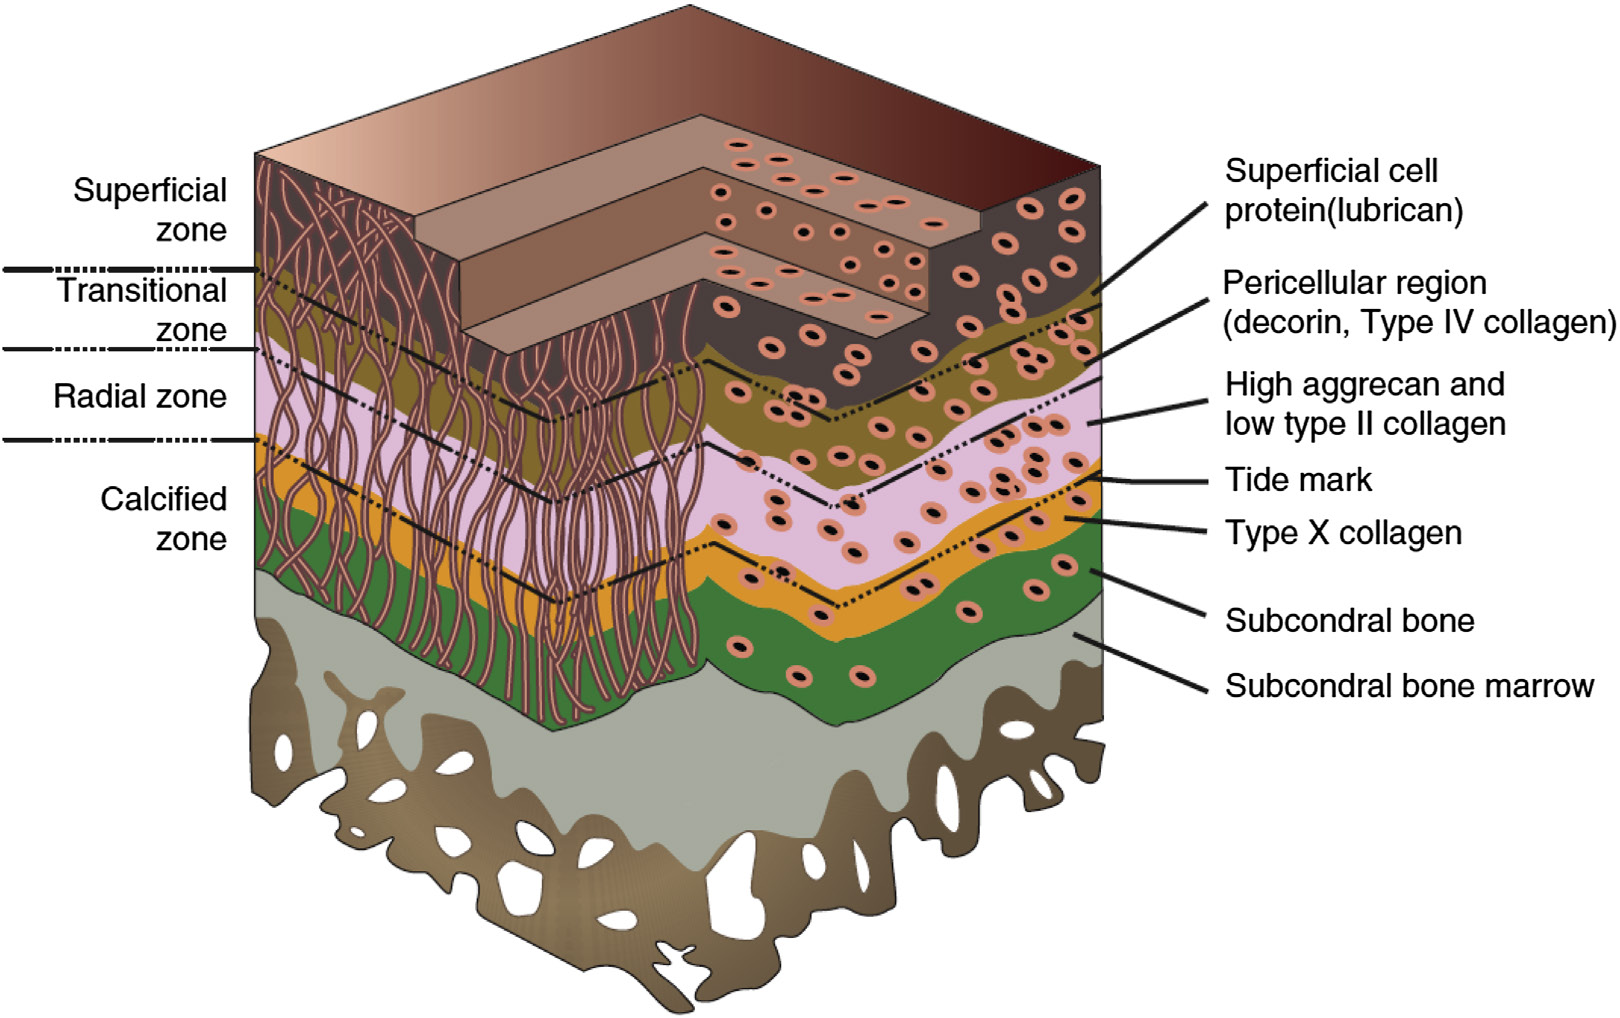 Superficial
zone
Transitional
zone
Radial zone
Calcified
zone
Superficial cell
protein(lubrican)
Pericellular region
(decorin, Type IV collagen)
High aggrecan and
low type II collagen
Tide mark
Type X collagen
Subcondral bone
Subcondral bone marrow